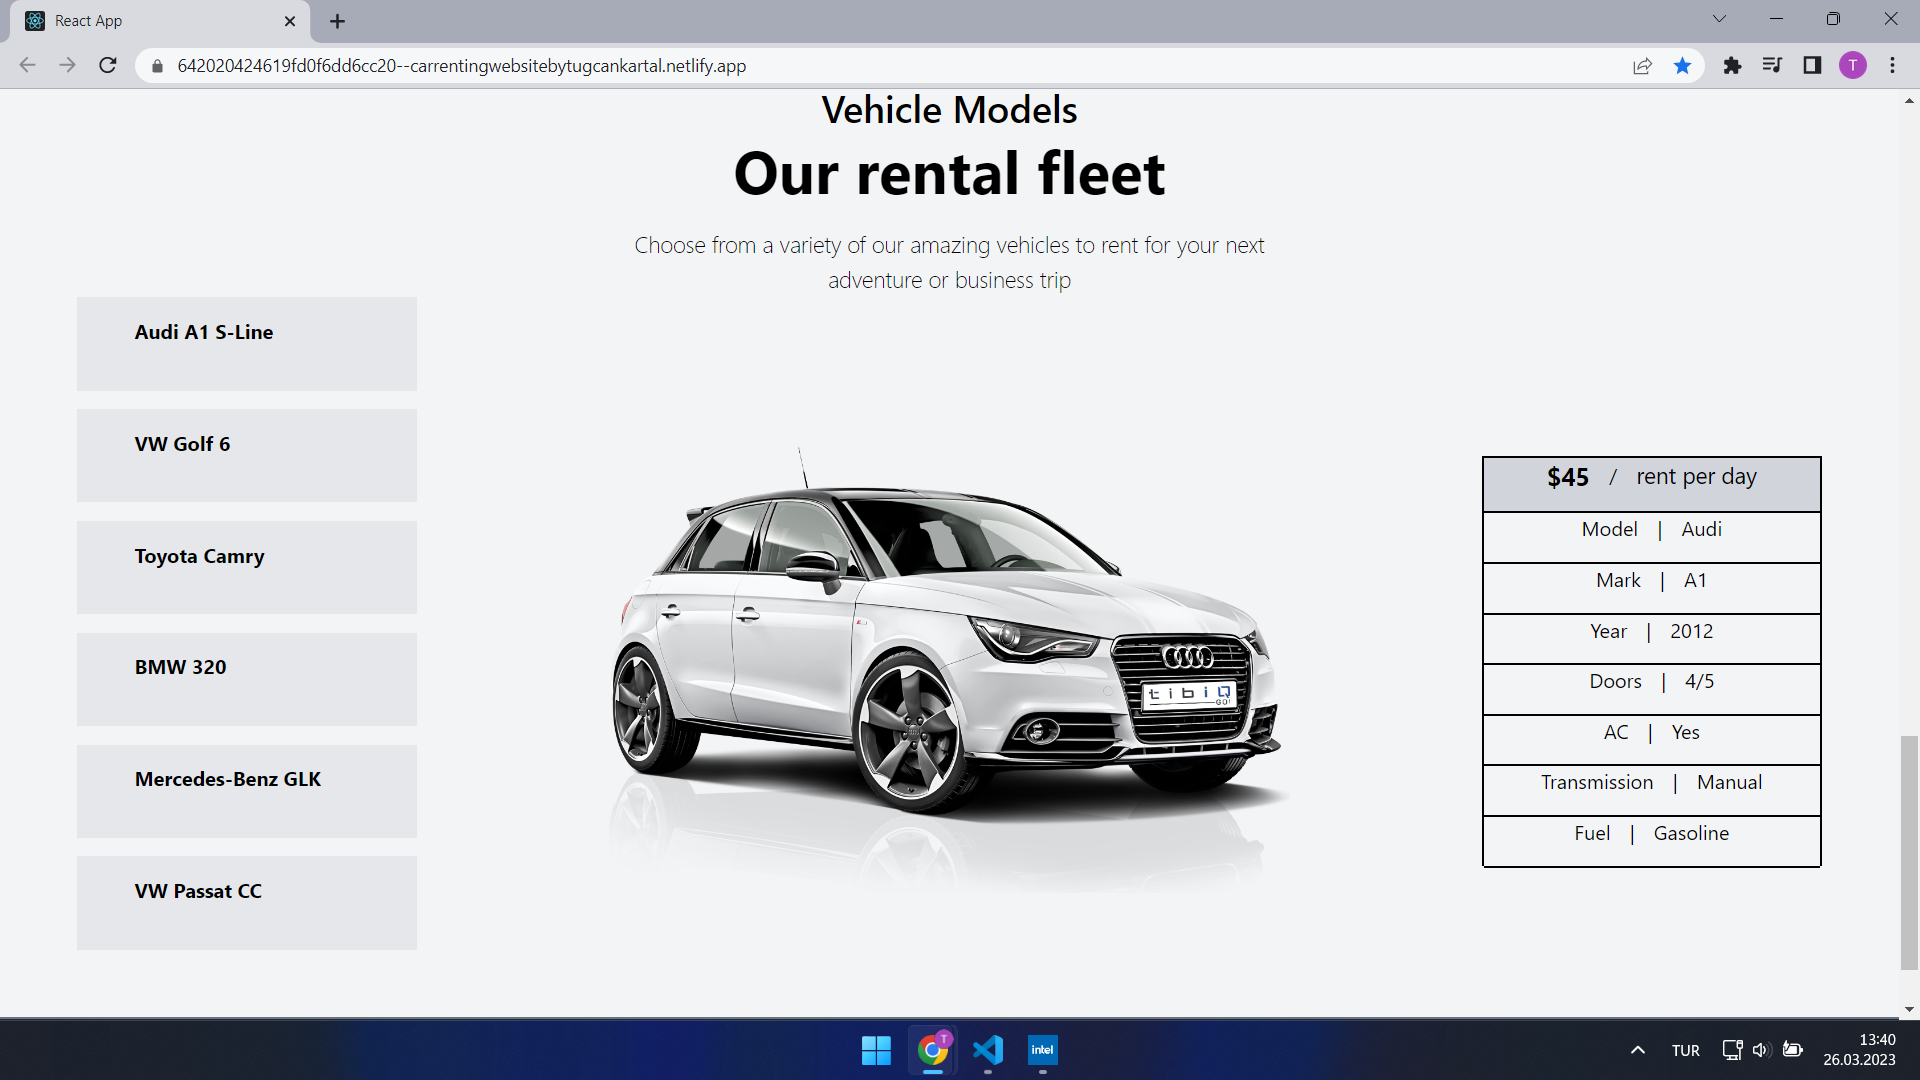 React App
642020424619fd0f6dd6cc20--carrentingwebsitebytugcankartal.netlify.app
T
Vehicle Models
Our rental fleet
Choose from a variety of our amazing vehicles to rent for your next
adventure or business trip
Audi A1 S-Line
VW Golf 6
Toyota Camry
BMW 320
Mercedes-Benz GLK
VW Passat CC
tibiQ
GO!
$45 / rent per day
Model | Audi
Mark | A1
Year | 2012
Doors | 4/5
AC | Yes
Transmission | Manual
Fuel | Gasoline
T
intel
TUR
13:40
26.03.2023